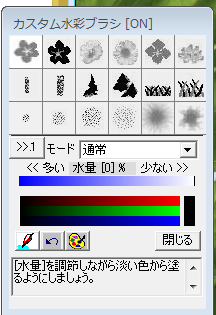 カスタム水彩ブラシ [ON]
>>.1 モード 通常
<< 多い 水量 [0] % 少ない >>
閉じる
[水量]を調節しながら淡い色から塗
るようにしましょう。